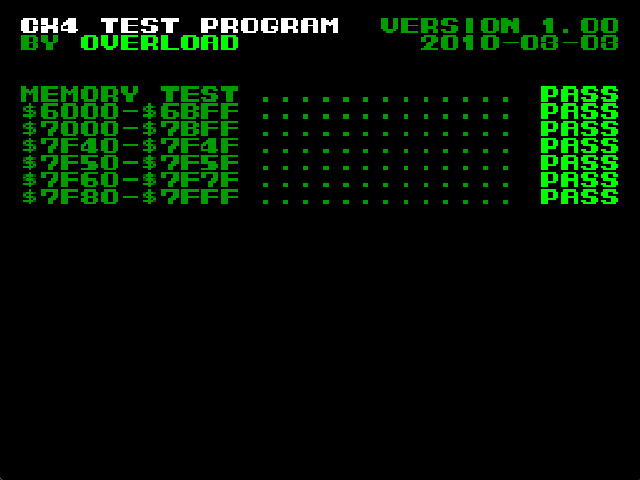 CX4 TEST PROGRAM VERSION 1.00
BY OVERLOAD 2010-03-03
MEMORY TEST ............. PASS
$6000-$6BFF ............. PASS
$7000-$7BFF ............. PASS
$7F40-$7F4F ............. PASS
$7F50-$7F5F ............. PASS
$7F60-$7F7F ............. PASS
$7F80-$7FFF ............. PASS